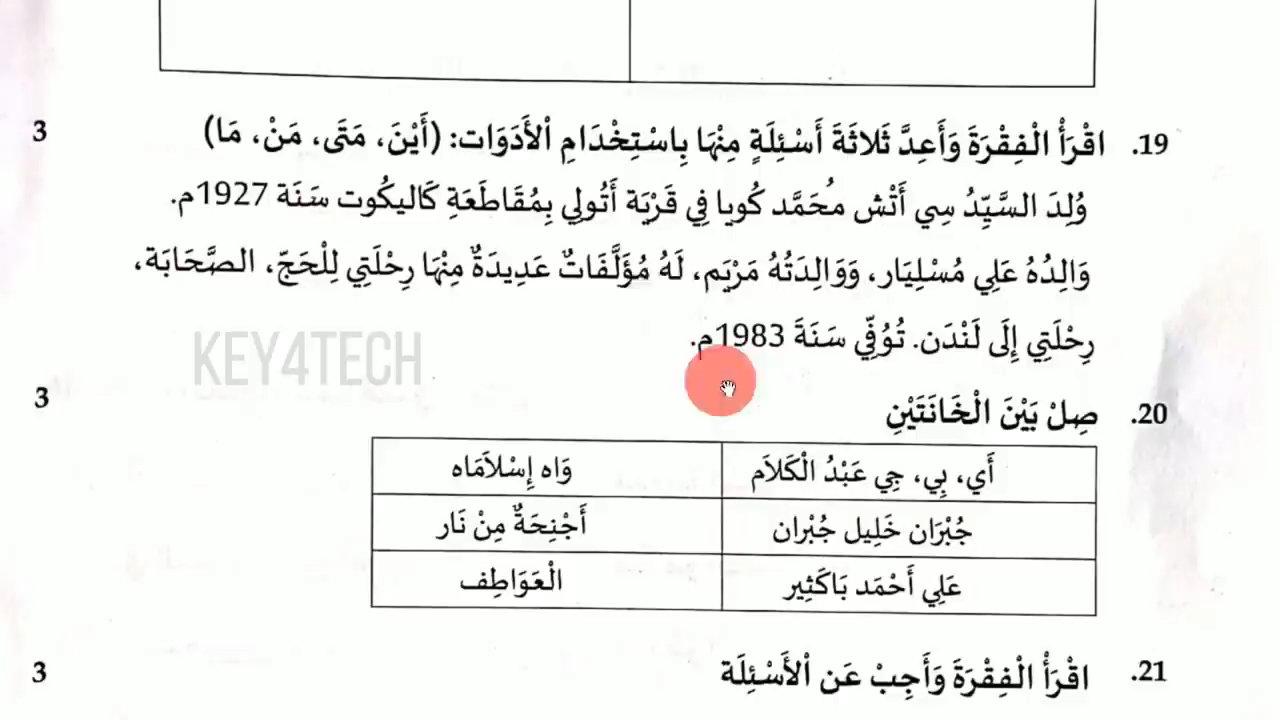 19. اقْرَأْ الْفِقْرَةَ وَأَعِدَّ ثَلَاثَةَ أَسْئِلَةٍ مِنْهَا بِاسْتِخْدَامِ الْأَدَوَات: (أَيْنَ، مَتَى، مَنْ، مَا) 3
وُلِدَ السَّيِّدُ سِي أَتْش مُحَمَّد كُويا فِي قَرْيَة أَتُولِي بِمُقَاطَعَةِ كَالِيكُوت سَنَة 1927م.
وَالِدُهُ عَلِي مُسْلِيَار، وَوَالِدَتُهُ مَرْيَم، لَهُ مُؤَلَّفَاتٌ عَدِيدَةٌ مِنْهَا رِحْلَتِي لِلْحَجّ، الصَّحَابَة،
رِحْلَتِي إِلَى لَنْدَن. تُوُفِّي سَنَةَ 1983م.
KEY4TECH
20. صِلْ بَيْنَ الْخَانَتَيْنِ 3
أَي، بِي، جِي عَبْدُ الْكَلَام وَاه إِسْلَامَاه
جُبْرَان خَلِيل جُبْران أَجْنِحَةٌ مِنْ نَار
عَلِي أَحْمَد بَاكَثِير الْعَوَاطِف
21. اقْرَأْ الْفِقْرَةَ وَأَجِبْ عَن الْأَسْئِلَة 3